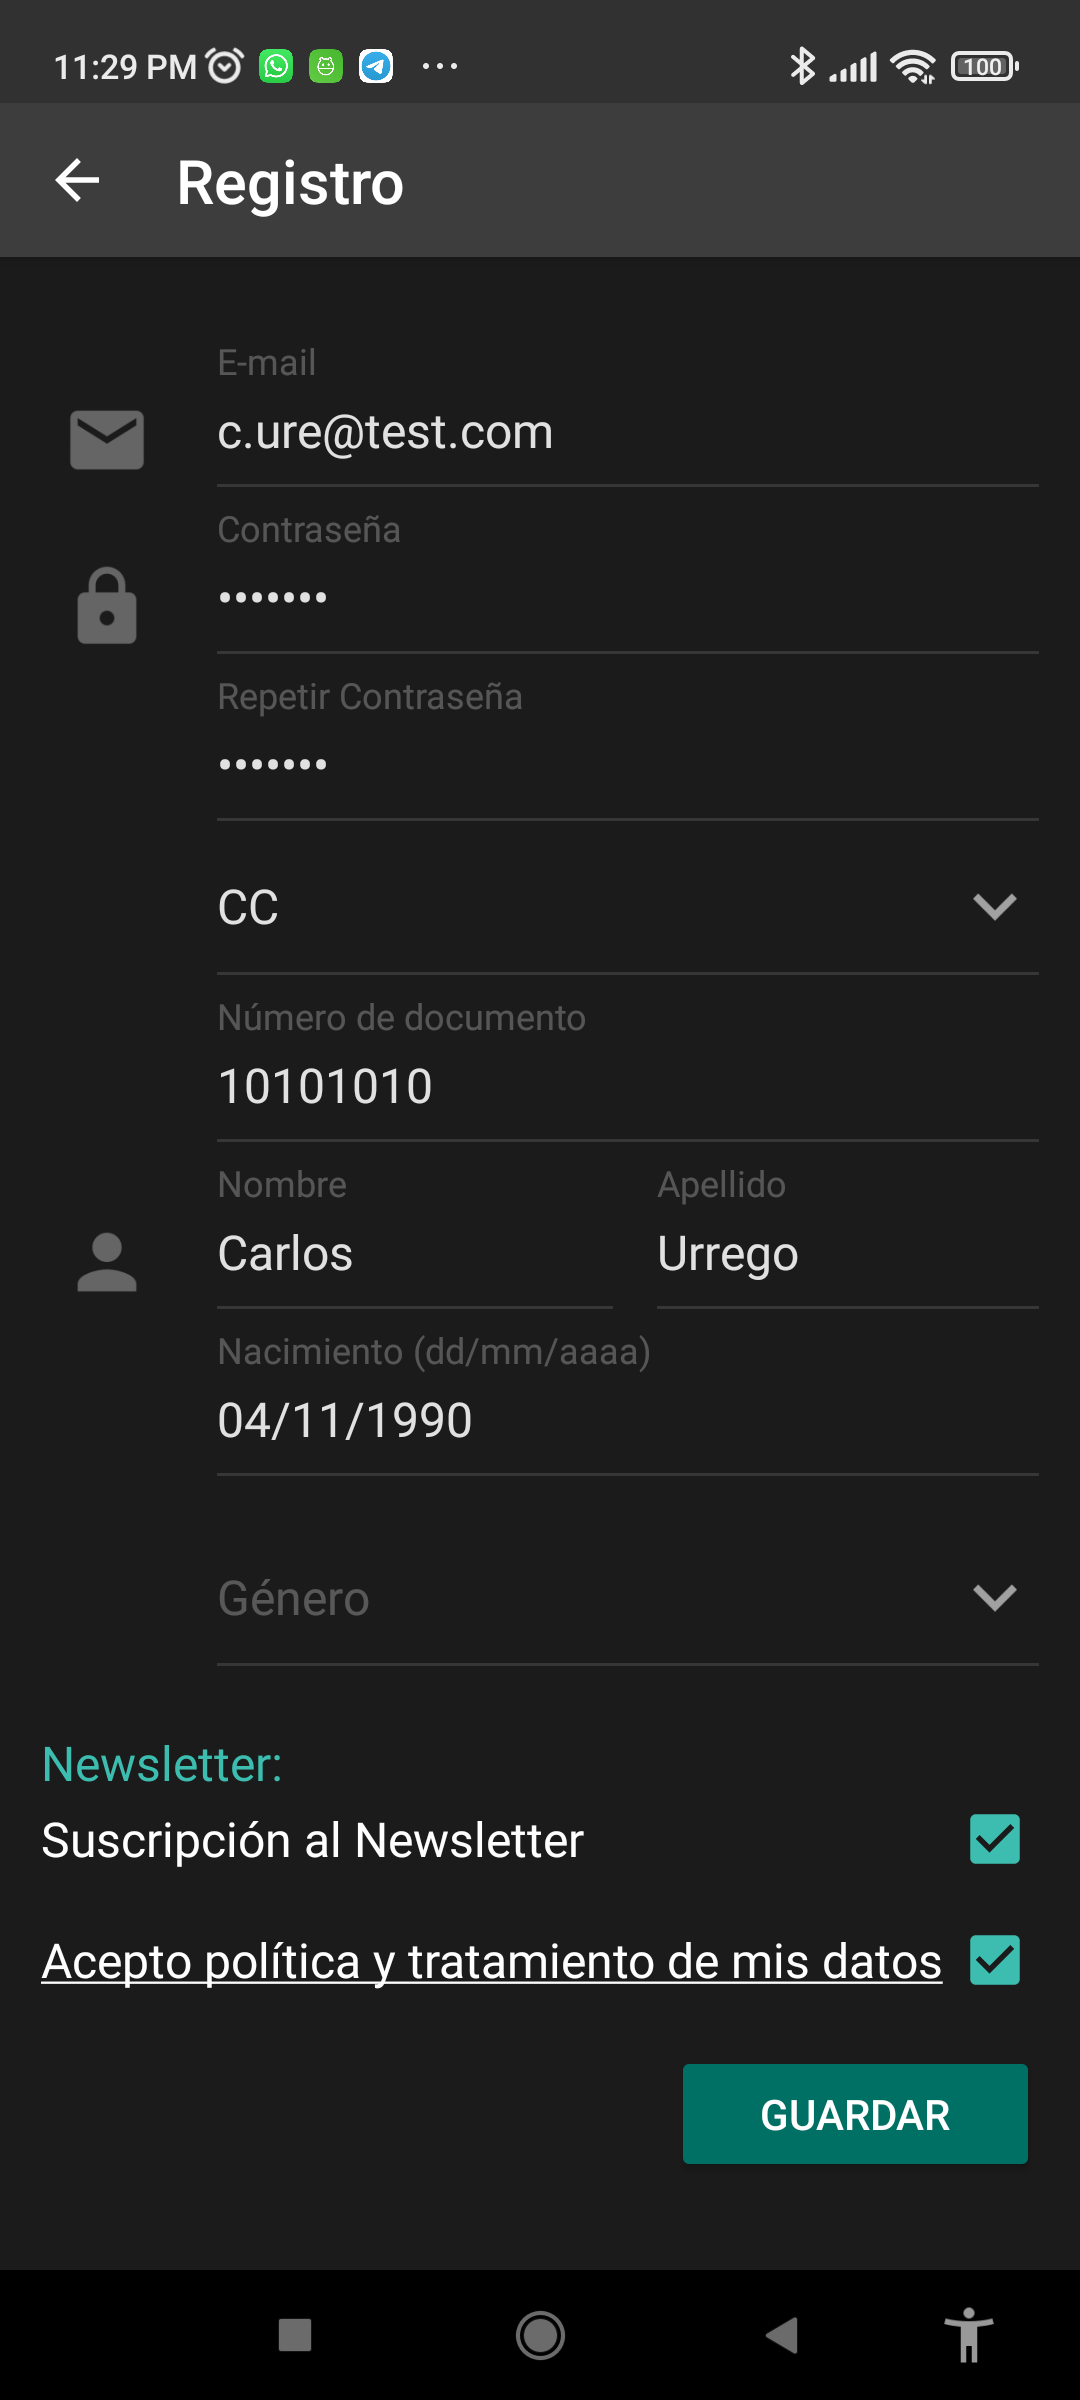 11:29 PM
100
Registro
E-mail
c.ure@test.com
Contraseña
•••••••
Repetir Contraseña
•••••••
CC
Número de documento
10101010
Nombre Apellido
Carlos Urrego
Nacimiento (dd/mm/aaaa)
04/11/1990
Género
Newsletter:
Suscripción al Newsletter
Acepto política y tratamiento de mis datos
GUARDAR